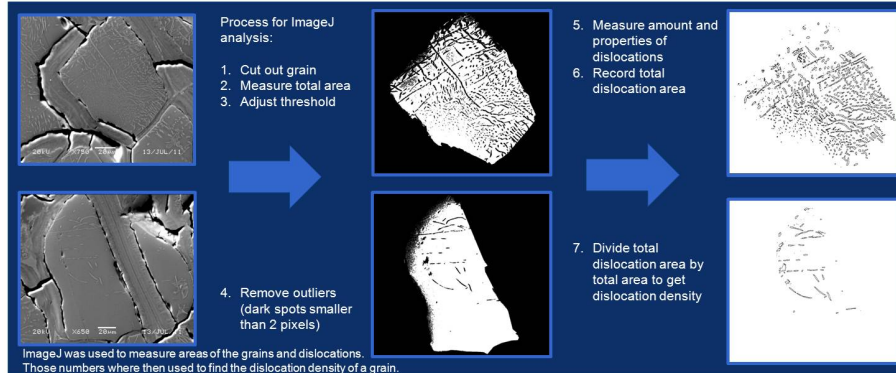 Process for ImageJ
analysis:
1. Cut out grain
2. Measure total area
3. Adjust threshold
20kV X750 20µm 13/JUL/11
4. Remove outliers
(dark spots smaller
than 2 pixels)
20kV X650 20µm 13/JUL/11
5. Measure amount and
properties of
dislocations
6. Record total
dislocation area
7. Divide total
dislocation area by
total area to get
dislocation density
ImageJ was used to measure areas of the grains and dislocations.
Those numbers where then used to find the dislocation density of a grain.